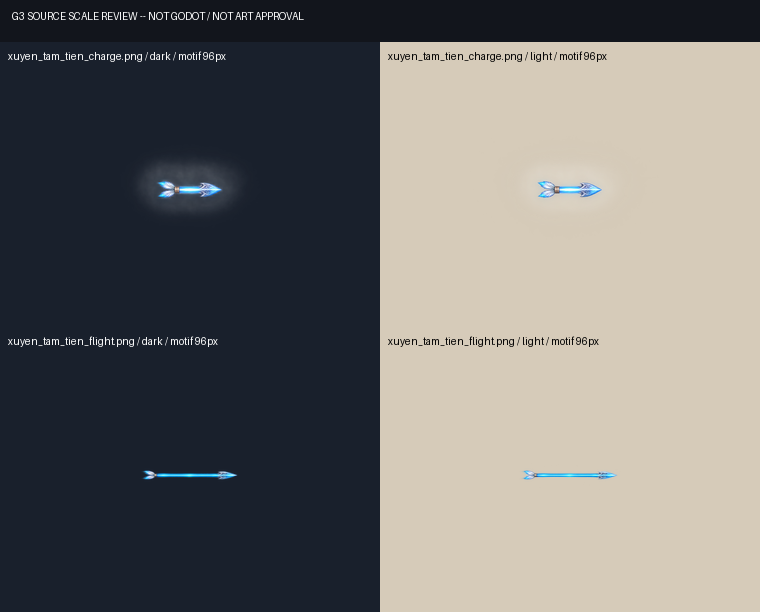 G3 SOURCE SCALE REVIEW -- NOT GODOT / NOT ART APPROVAL
xuyen_tam_tien_charge.png / dark / motif 96px
xuyen_tam_tien_charge.png / light / motif 96px
xuyen_tam_tien_flight.png / dark / motif 96px
xuyen_tam_tien_flight.png / light / motif 96px